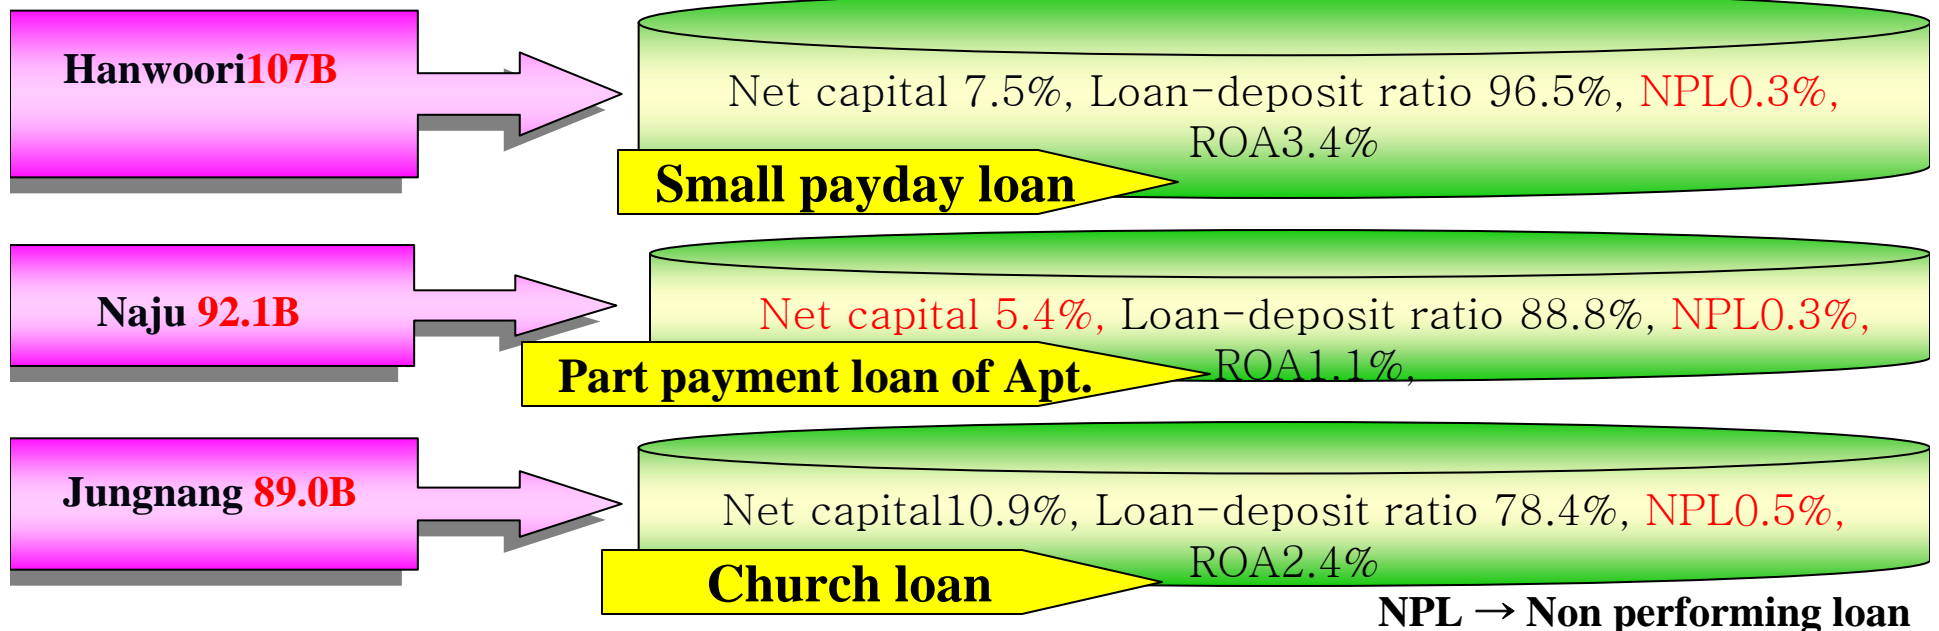 Hanwoori107B
Net capital 7.5%, Loan-deposit ratio 96.5%, NPL0.3%,
ROA3.4%
Small payday loan
Naju 92.1B
Net capital 5.4%, Loan-deposit ratio 88.8%, NPL0.3%,
ROA1.1%,
Part payment loan of Apt.
Jungnang 89.0B
Net capital10.9%, Loan-deposit ratio 78.4%, NPL0.5%,
ROA2.4%
Church loan
NPL → Non performing loan